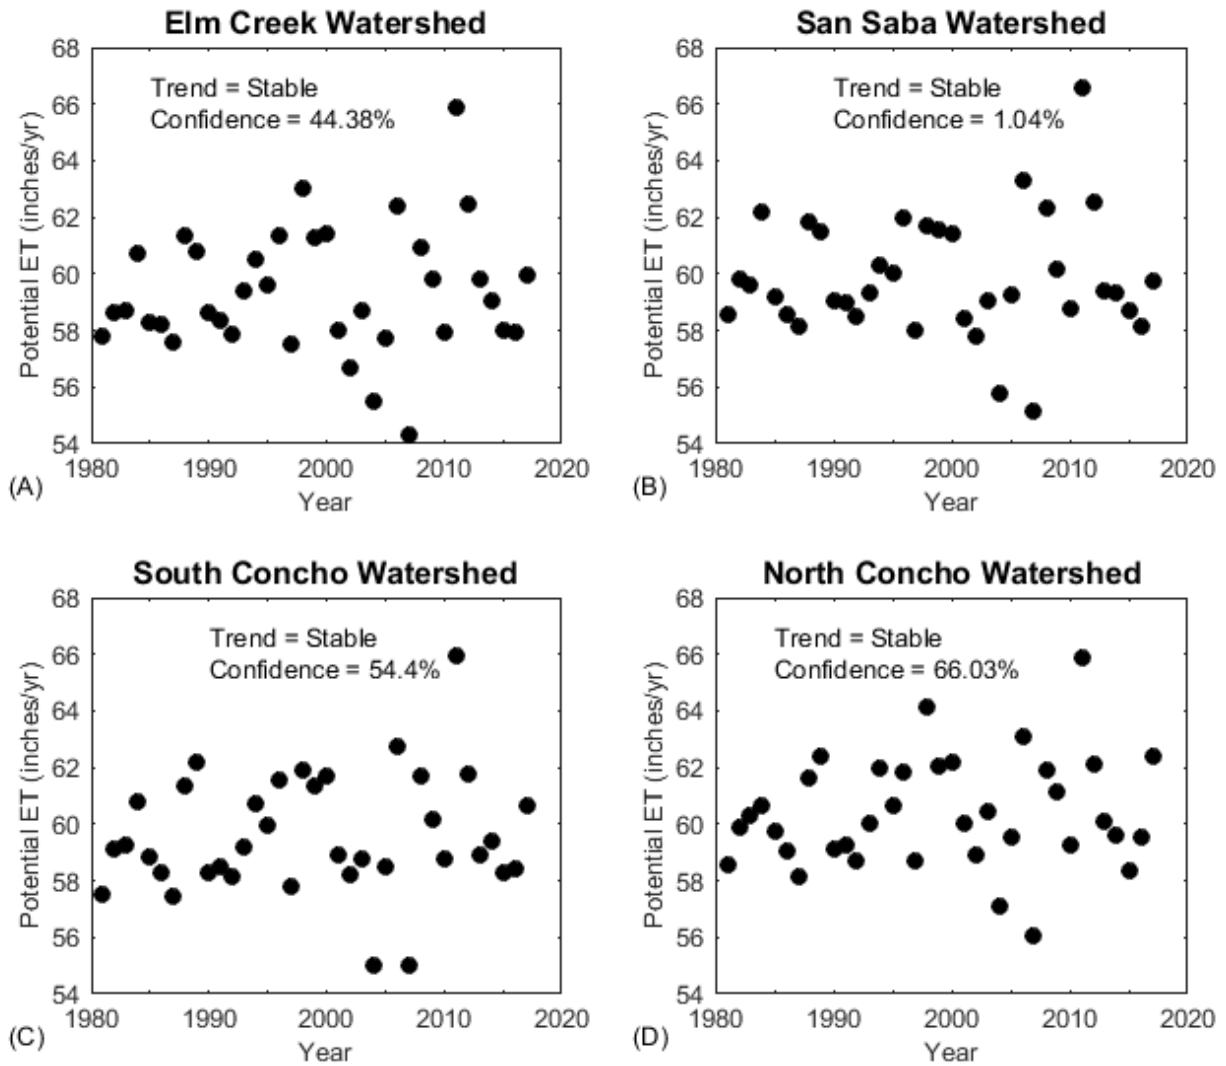 Elm Creek Watershed
68
66
64
62
60
58
56
54
Potential ET (inches/yr)
Trend = Stable
Confidence = 44.38%
1980
1990
2000
2010
2020
Year
(A)
San Saba Watershed
68
66
64
62
60
58
56
54
Potential ET (inches/yr)
Trend = Stable
Confidence = 1.04%
1980
1990
2000
2010
2020
Year
(B)
South Concho Watershed
68
66
64
62
60
58
56
54
Potential ET (inches/yr)
Trend = Stable
Confidence = 54.4%
1980
1990
2000
2010
2020
Year
(C)
North Concho Watershed
68
66
64
62
60
58
56
54
Potential ET (inches/yr)
Trend = Stable
Confidence = 66.03%
1980
1990
2000
2010
2020
Year
(D)